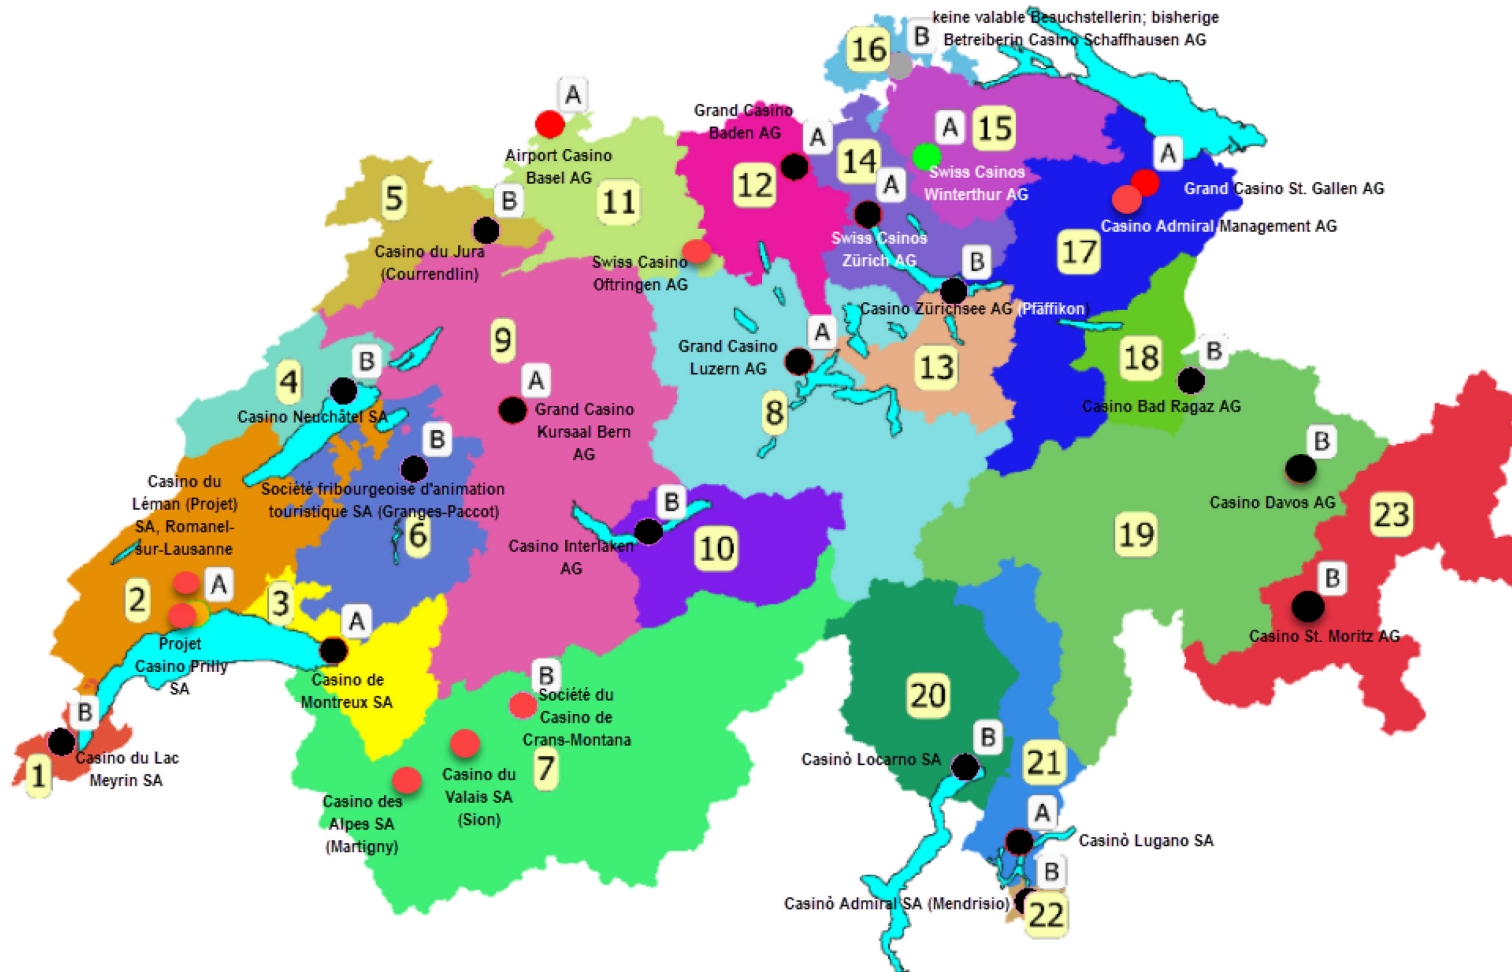 keine valable Besuchstellerin; bisherige
Betreiberin Casino Schaffhausen AG
16
B
A
Airport Casino
Basel AG
Grand Casino
Baden AG
A
12
14
A
15
A
Swiss Csinos
Winterthur AG
A
Grand Casino St. Gallen AG
Casino Admiral Management AG
17
5
B
Casino du Jura
(Courrendlin)
11
Swiss Casino
Oftringen AG
Swiss Csinos
Zürich AG
B
Casino Zürichsee AG (Pfäffikon)
4
B
Casino Neuchâtel SA
9
A
Grand Casino
Kursaal Bern
AG
Grand Casino
Luzern AG
A
8
13
18
B
Casino Bad Ragaz AG
B
Casino Davos AG
23
Casino du
Léman (Projet)
SA, Romanel-
sur-Lausanne
B
Société fribourgeoise d'animation
touristique SA (Granges-Paccot)
6
B
Casino Interlaken
AG
10
19
B
Casino St. Moritz AG
2
A
3
A
Projet
Casino Prilly
SA
Casino de
Montreux SA
B
Société du
Casino de
Crans-Montana
20
B
Casino du Lac
Meyrin SA
1
Casino des
Alpes SA
(Martigny)
Casino du
Valais SA
(Sion)
7
Casinò Locarno SA
B
21
A
Casinò Lugano SA
B
Casinò Admiral SA (Mendrisio)
22